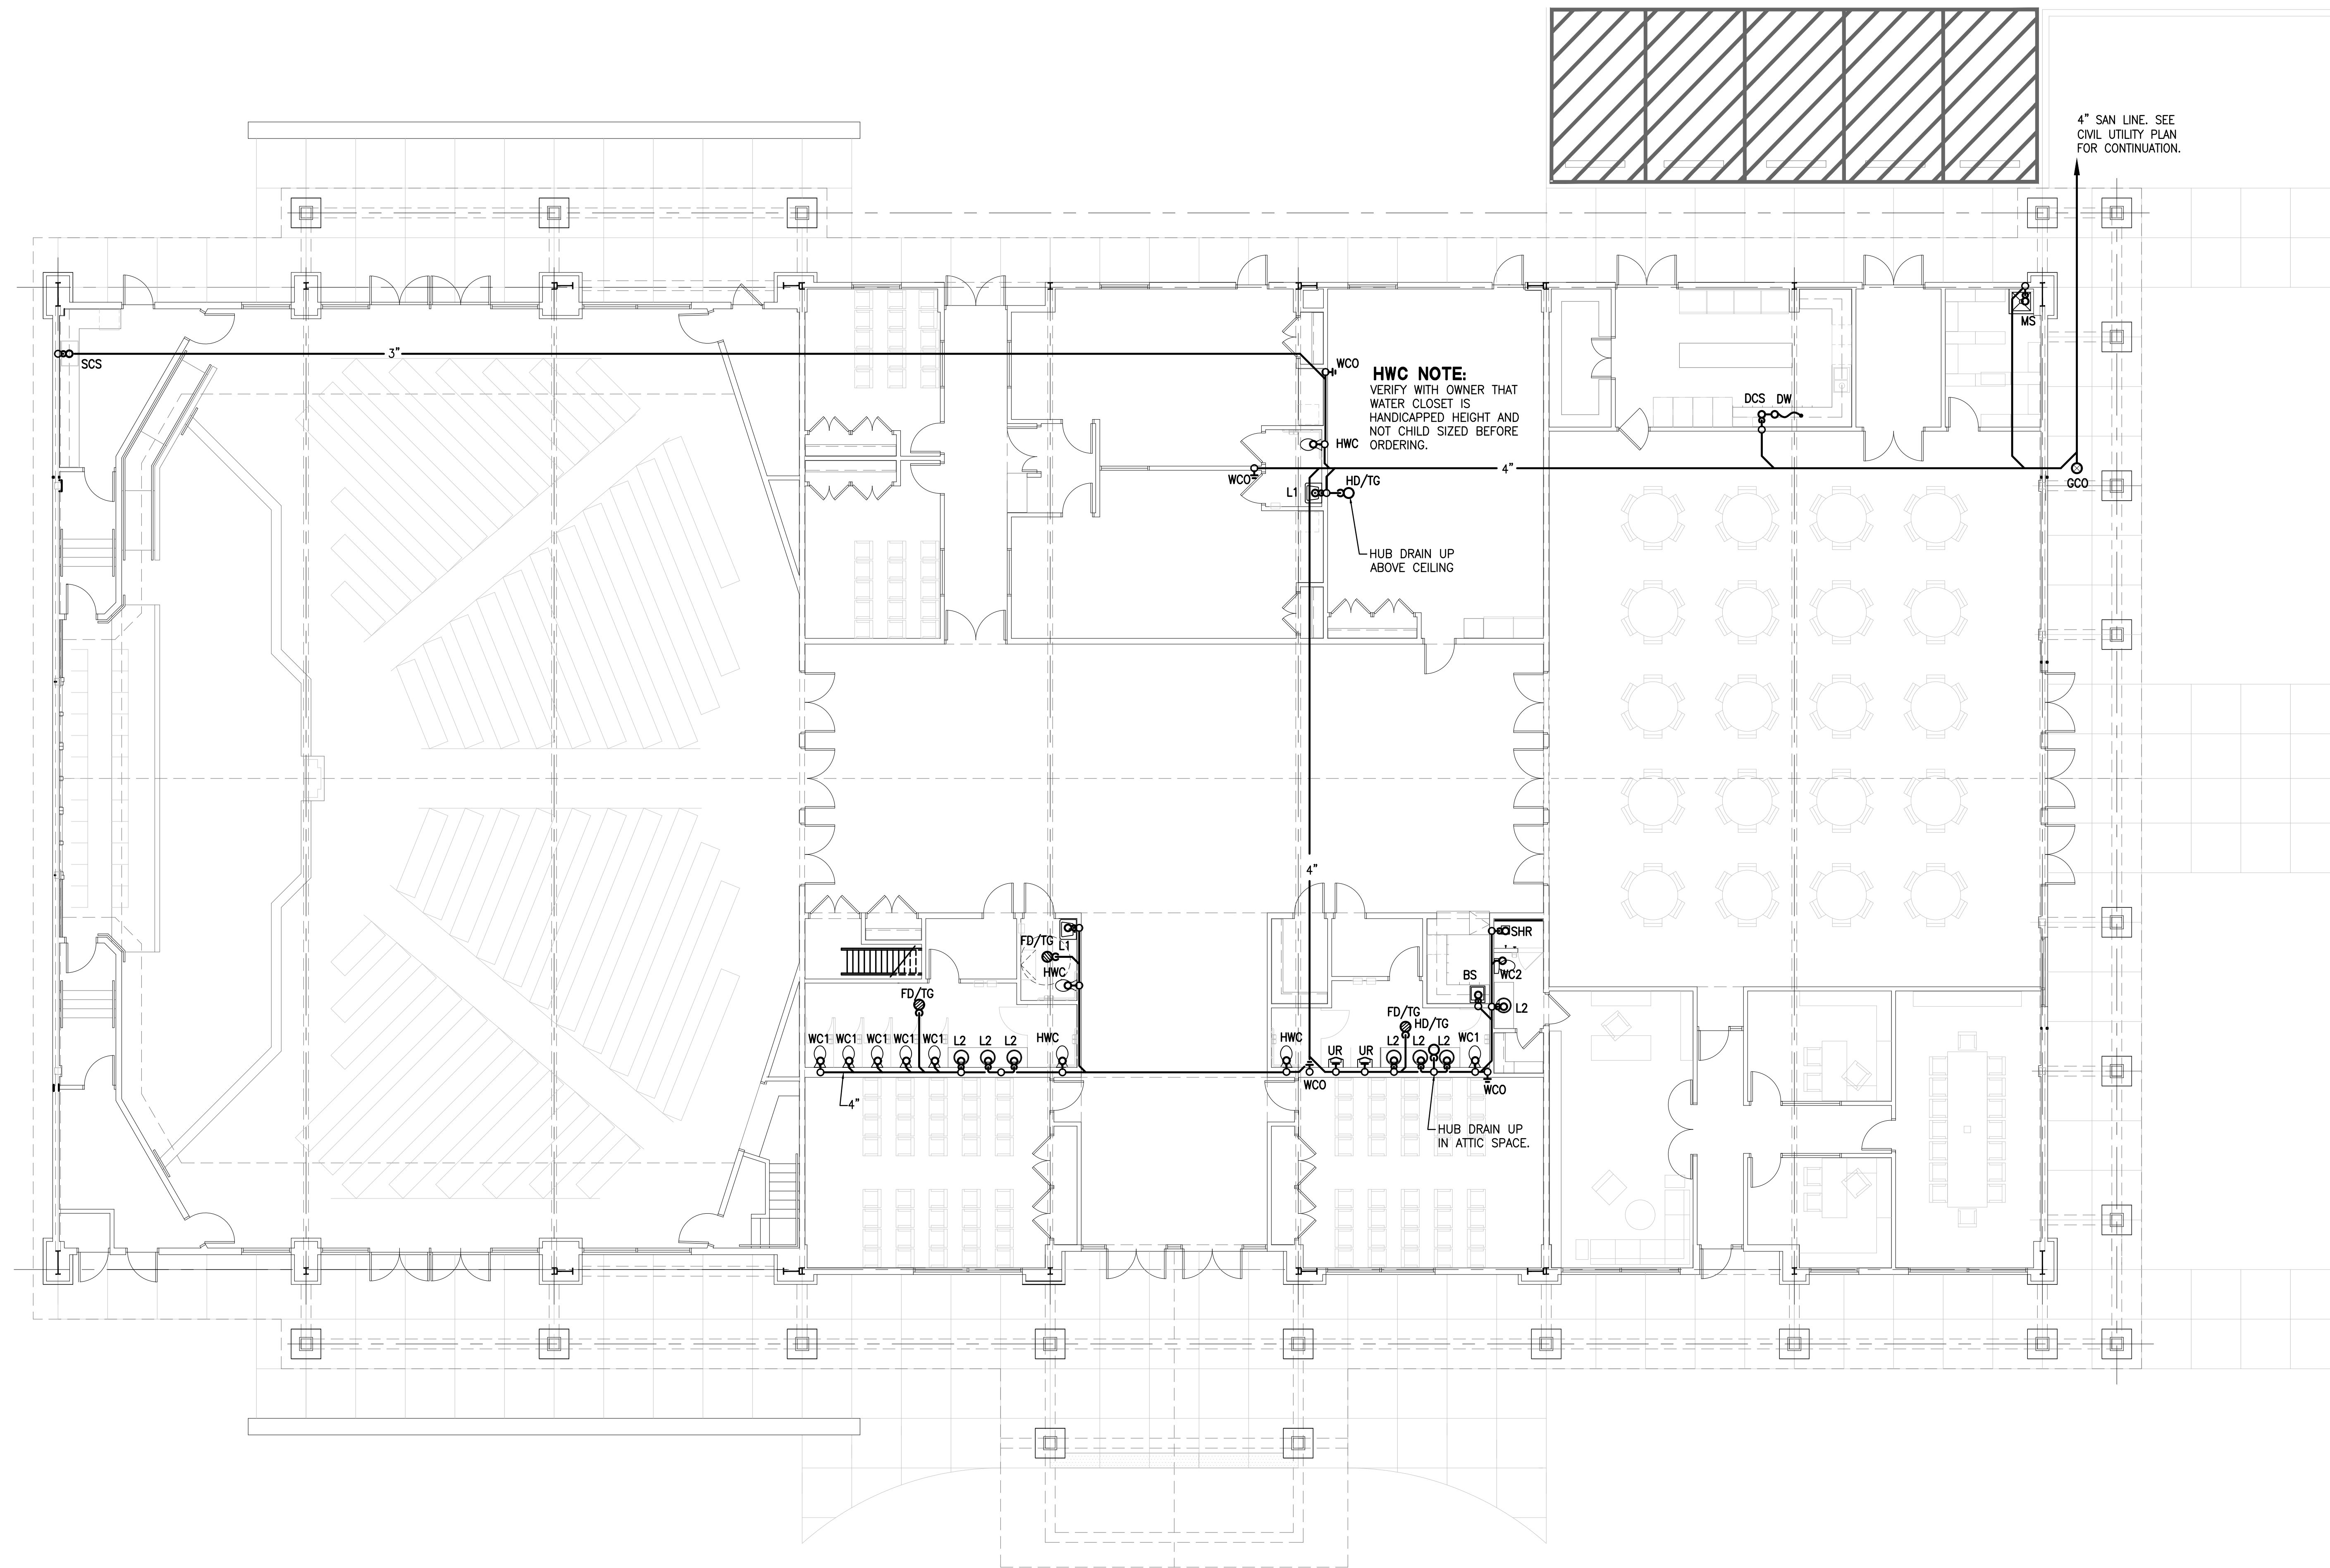 4" SAN LINE. SEE
CIVIL UTILITY PLAN
FOR CONTINUATION.
MS
SCS
3"
WCO
HWC NOTE:
VERIFY WITH OWNER THAT
WATER CLOSET IS
HANDICAPPED HEIGHT AND
NOT CHILD SIZED BEFORE
ORDERING.
HWC
DCS
DW
4"
WCO
L1
HD/TG
GCO
HUB DRAIN UP
ABOVE CEILING
4"
FD/TG
L1
HWC
FD/TG
WC1
WC1
WC1
WC1
WC1
L2
L2
L2
HWC
4"
SHR
BS
WC2
L2
FD/TG
HD/TG
HWC
UR
UR
L2
L2
L2
WC1
WCO
WCO
HUB DRAIN UP
IN ATTIC SPACE.